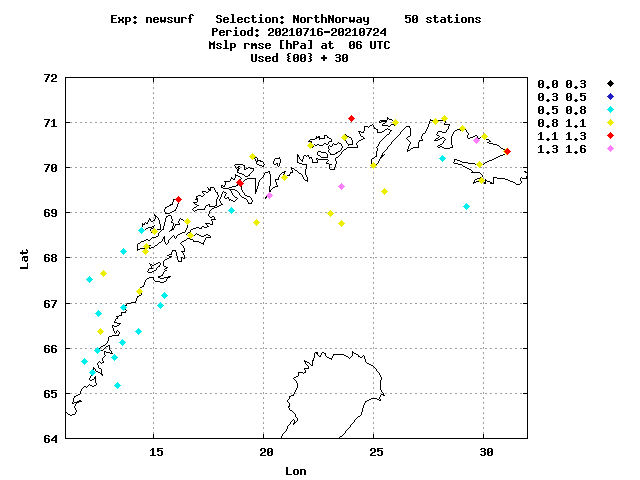 Exp: newsurf   Selection: NorthNorway     50 stations
Period: 20210716-20210724
Mslp rmse [hPa] at  06 UTC
Used {00} + 30
72
71
70
69
68
67
66
65
64
Lat
15 20 25 30
Lon
0.0 0.3
0.3 0.5
0.5 0.8
0.8 1.1
1.1 1.3
1.3 1.6